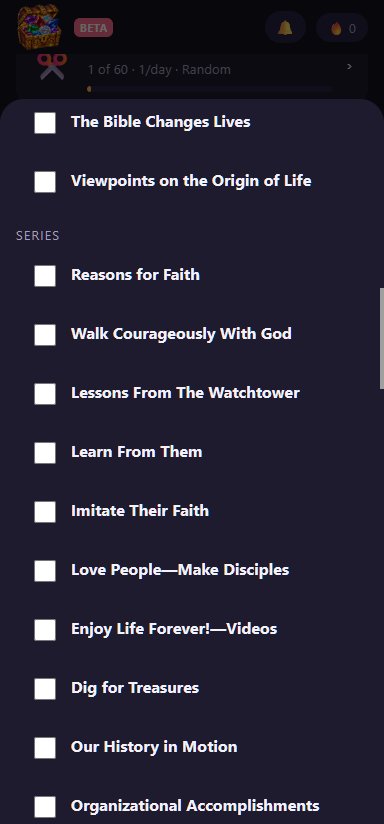 BETA
0
1 of 60 · 1/day · Random
The Bible Changes Lives
Viewpoints on the Origin of Life
SERIES
Reasons for Faith
Walk Courageously With God
Lessons From The Watchtower
Learn From Them
Imitate Their Faith
Love People—Make Disciples
Enjoy Life Forever!—Videos
Dig for Treasures
Our History in Motion
Organizational Accomplishments